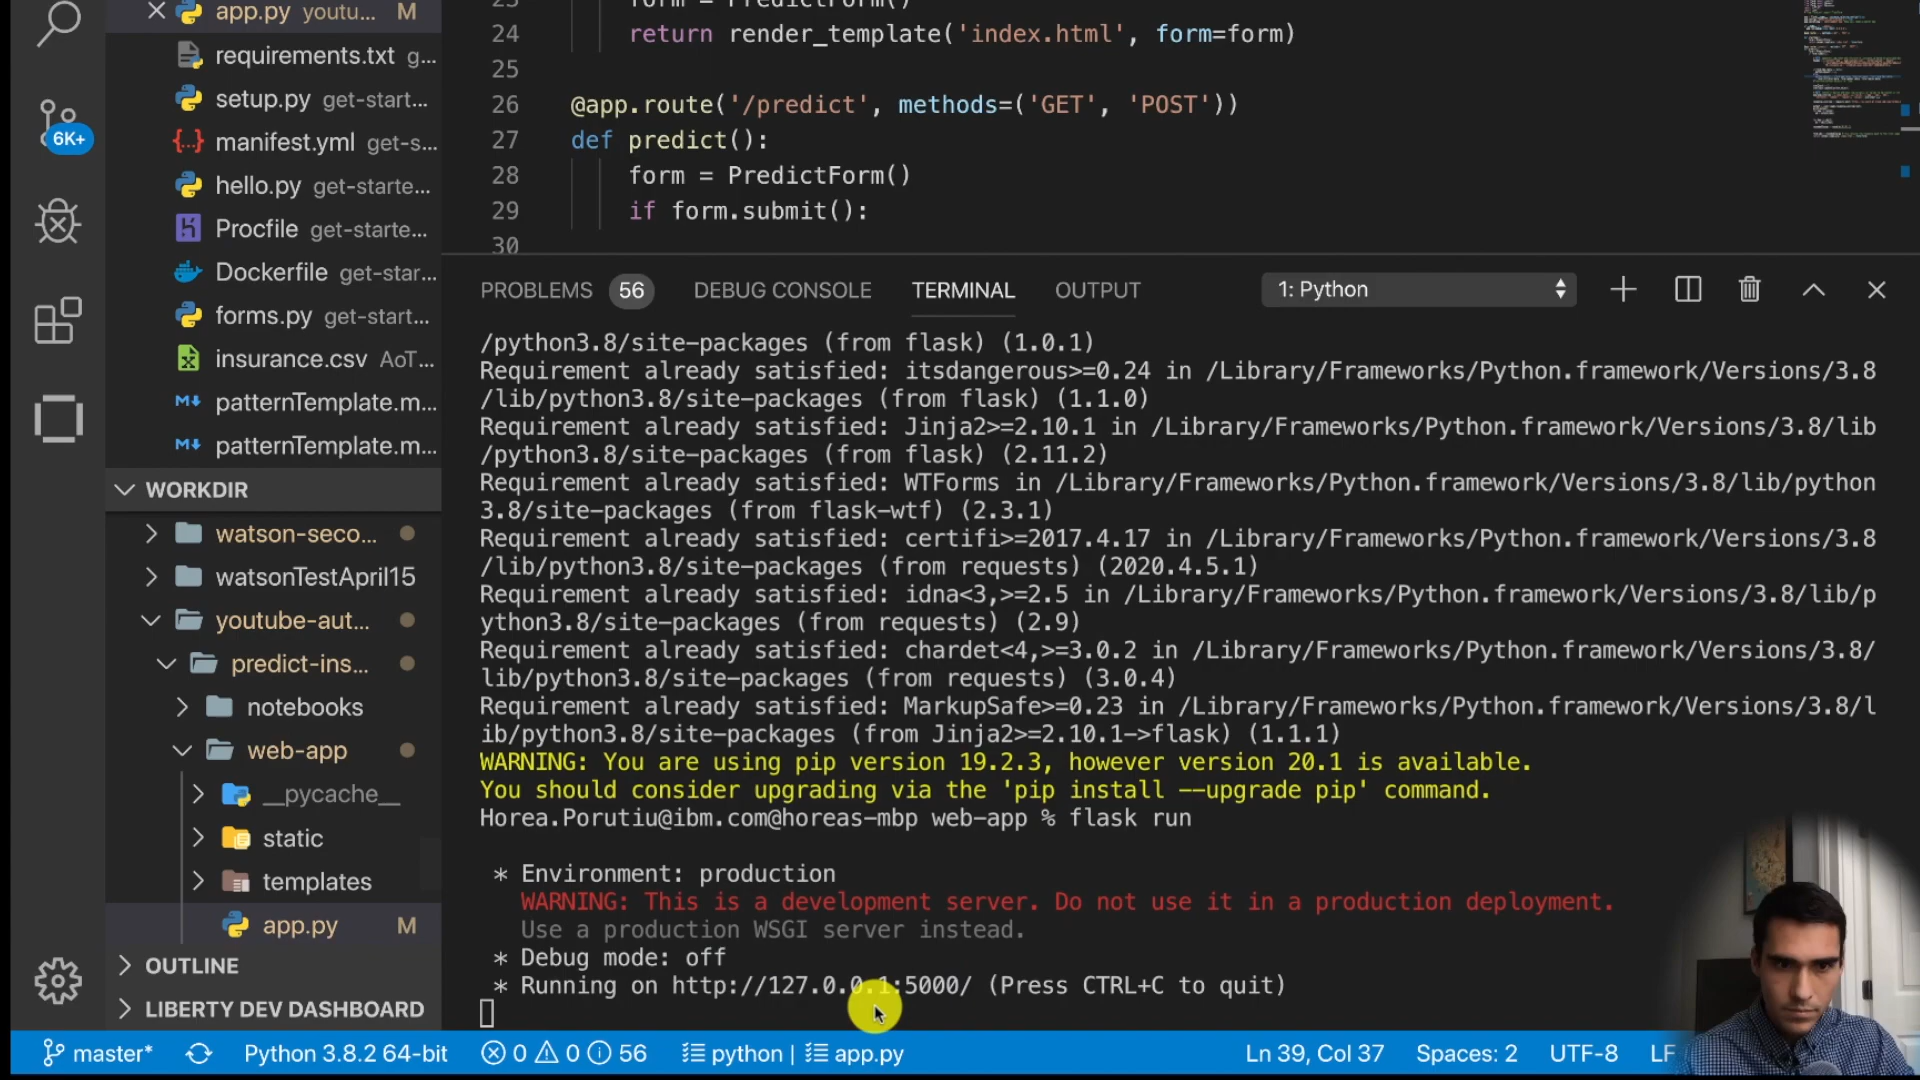 app.py youtu... M
requirements.txt g...
setup.py get-start...
6K+
manifest.yml get-s...
hello.py get-starte...
Procfile get-starte...
Dockerfile get-star...
forms.py get-start...
insurance.csv AoT...
patternTemplate.m...
patternTemplate.m...
WORKDIR
watson-seco...
watsonTestApril15
youtube-aut...
predict-ins...
notebooks
web-app
__pycache__
static
templates
app.py M
OUTLINE
LIBERTY DEV DASHBOARD
23 form = PredictForm()
24 return render_template('index.html', form=form)
25
26 @app.route('/predict', methods=('GET', 'POST'))
27 def predict():
28 form = PredictForm()
29 if form.submit():
30
PROBLEMS 56 DEBUG CONSOLE TERMINAL OUTPUT 1: Python
/python3.8/site-packages (from flask) (1.0.1)
Requirement already satisfied: itsdangerous>=0.24 in /Library/Frameworks/Python.framework/Versions/3.8
/lib/python3.8/site-packages (from flask) (1.1.0)
Requirement already satisfied: Jinja2>=2.10.1 in /Library/Frameworks/Python.framework/Versions/3.8/lib
/python3.8/site-packages (from flask) (2.11.2)
Requirement already satisfied: WTForms in /Library/Frameworks/Python.framework/Versions/3.8/lib/python
3.8/site-packages (from flask-wtf) (2.3.1)
Requirement already satisfied: certifi>=2017.4.17 in /Library/Frameworks/Python.framework/Versions/3.8
/lib/python3.8/site-packages (from requests) (2020.4.5.1)
Requirement already satisfied: idna<3,>=2.5 in /Library/Frameworks/Python.framework/Versions/3.8/lib/p
ython3.8/site-packages (from requests) (2.9)
Requirement already satisfied: chardet<4,>=3.0.2 in /Library/Frameworks/Python.framework/Versions/3.8/
lib/python3.8/site-packages (from requests) (3.0.4)
Requirement already satisfied: MarkupSafe>=0.23 in /Library/Frameworks/Python.framework/Versions/3.8/l
ib/python3.8/site-packages (from Jinja2>=2.10.1->flask) (1.1.1)
WARNING: You are using pip version 19.2.3, however version 20.1 is available.
You should consider upgrading via the 'pip install --upgrade pip' command.
Horea.Porutiu@ibm.com@horeas-mbp web-app % flask run
* Environment: production
WARNING: This is a development server. Do not use it in a production deployment.
Use a production WSGI server instead.
* Debug mode: off
* Running on http://127.0.0.1:5000/ (Press CTRL+C to quit)
master* Python 3.8.2 64-bit 0 0 56 python | app.py Ln 39, Col 37 Spaces: 2 UTF-8 LF